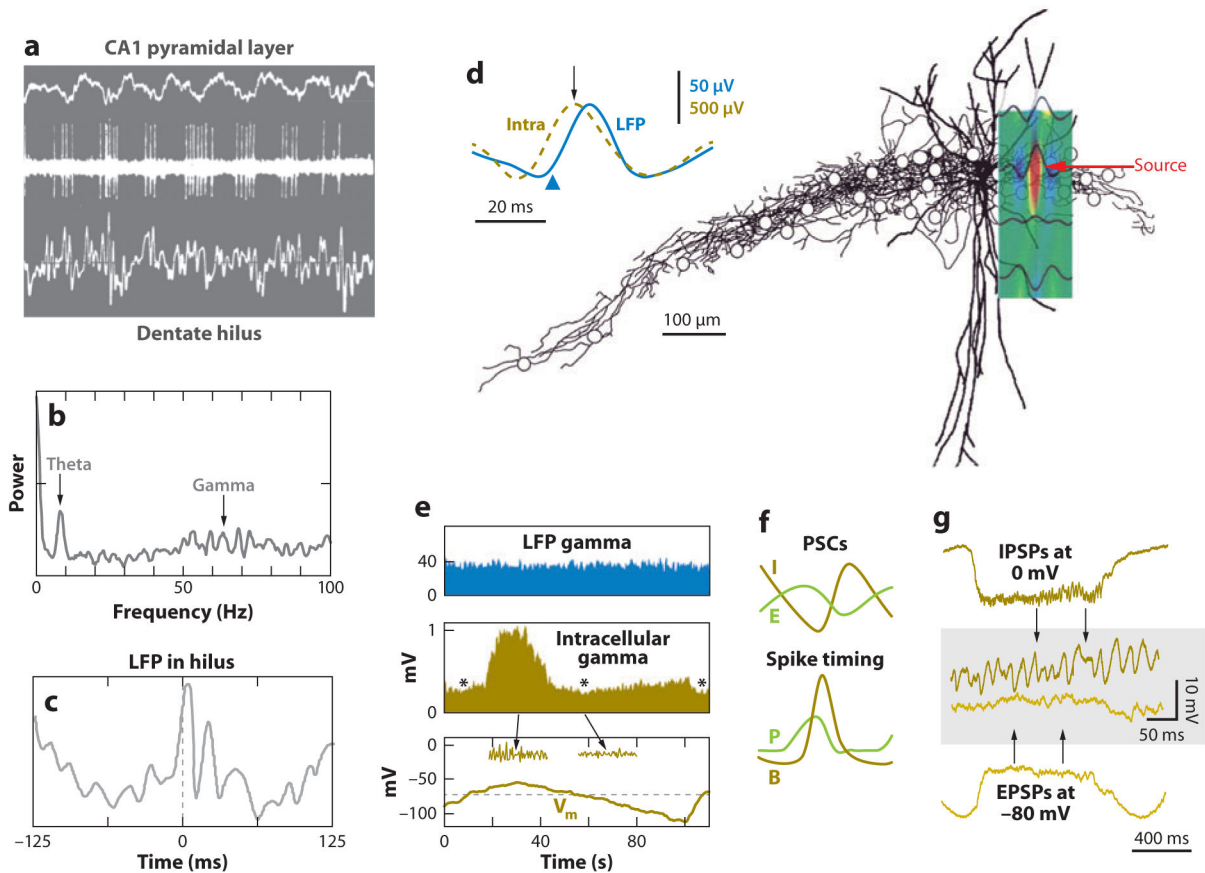 a
CA1 pyramidal layer
Dentate hilus
b
Power
Theta
Gamma
0
50
100
Frequency (Hz)
LFP in hilus
c
−125
0
125
Time (ms)
d
Intra
LFP
50 µV
500 µV
20 ms
100 µm
Source
e
LFP gamma
40
0
Intracellular
gamma
1
mV
0
*
*
*
0
mV
−50
−100
Vm
0
40
80
Time (s)
f
PSCs
I
E
Spike timing
P
B
g
IPSPs at
0 mV
10 mV
50 ms
EPSPs at
−80 mV
400 ms